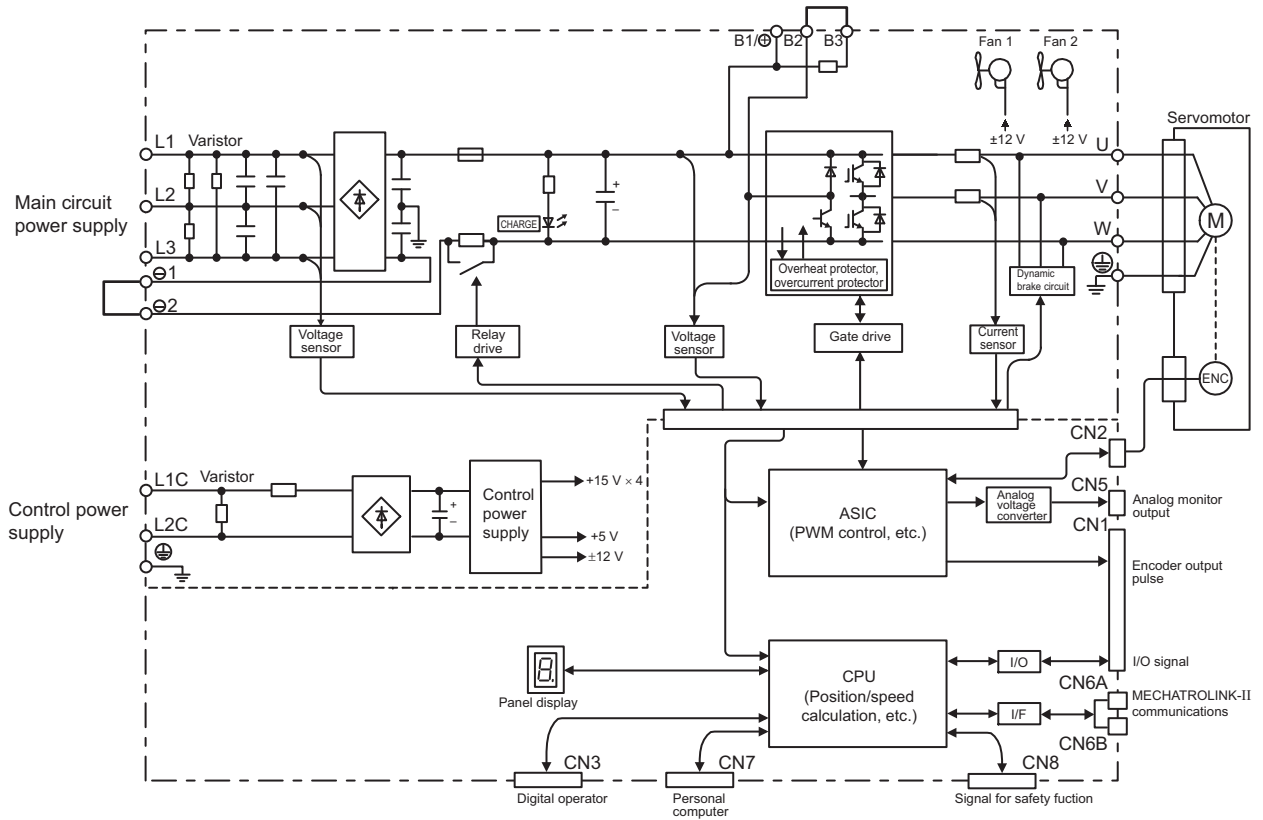 B1/⊕ B2 B3
Fan 1 Fan 2
±12 V ±12 V
Servomotor
L1 Varistor
U
L2
V
Main circuit
power supply
CHARGE
+
–
W
M
L3
⊖1
⊖2
Overheat protector,
overcurrent protector
Dynamic
brake circuit
Voltage
sensor
Relay
drive
Voltage
sensor
Gate drive
Current
sensor
ENC
CN2
L1C Varistor
+15 V × 4
Control power
supply
+
–
Control
power
supply
L2C
+5 V
±12 V
ASIC
(PWM control, etc.)
Analog
voltage
converter
CN5
Analog monitor
output
CN1
Encoder output
pulse
8.
Panel display
CPU
(Position/speed
calculation, etc.)
I/O
I/O signal
CN6A
I/F
MECHATROLINK-II
communications
CN6B
CN3
CN7
CN8
Digital operator
Personal
computer
Signal for safety fuction